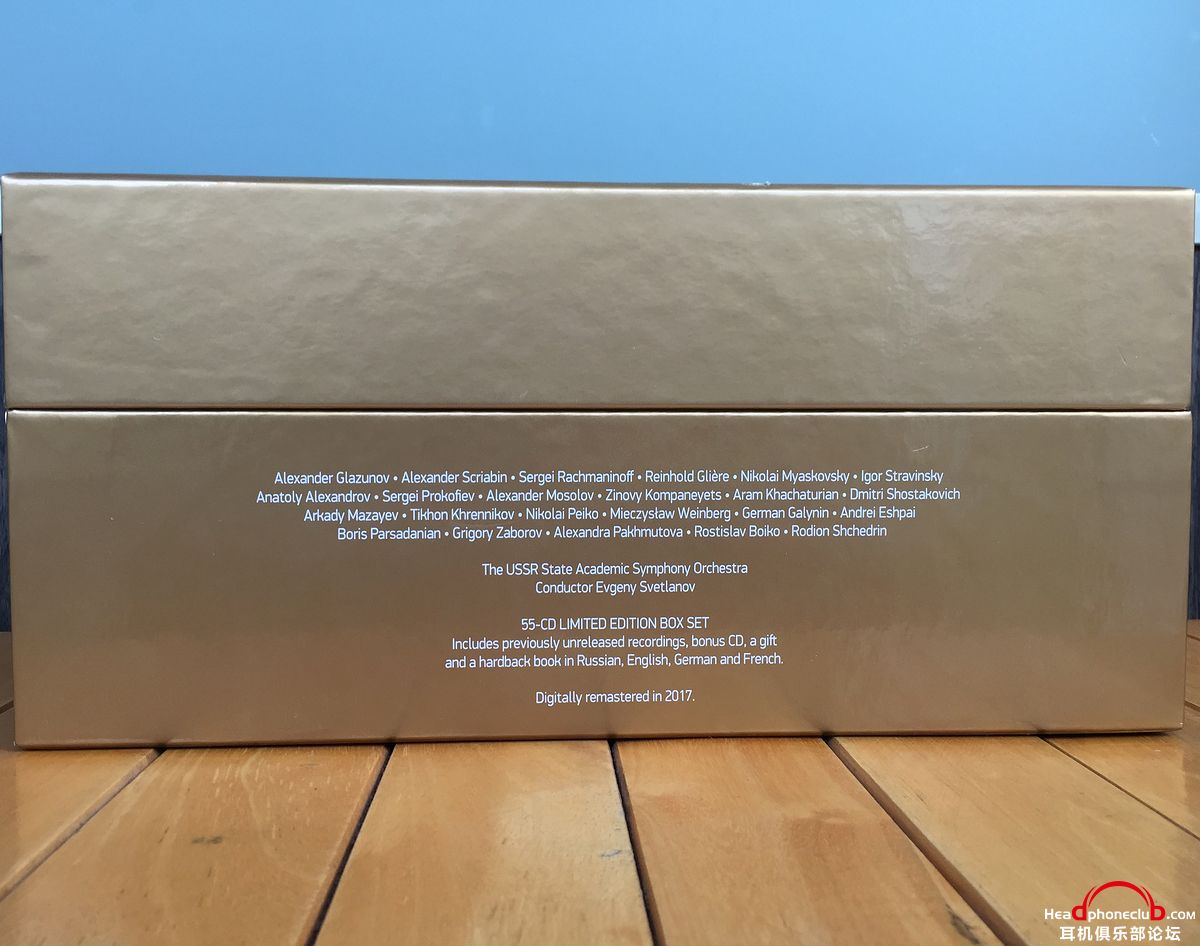 Alexander Glazunov • Alexander Scriabin • Sergei Rachmaninoff • Reinhold Glière • Nikolai Myaskovsky • Igor Stravinsky
Anatoly Alexandrov • Sergei Prokofiev • Alexander Mosolov • Zinovy Kompaneyets • Aram Khachaturian • Dmitri Shostakovich
Arkady Mazayev • Tikhon Khrennikov • Nikolai Peiko • Mieczysław Weinberg • German Galynin • Andrei Eshpai
Boris Parsadanian • Grigory Zaborov • Alexandra Pakhmutova • Rostislav Boiko • Rodion Shchedrin
The USSR State Academic Symphony Orchestra
Conductor Evgeny Svetlanov
55-CD LIMITED EDITION BOX SET
Includes previously unreleased recordings, bonus CD, a gift
and a hardback book in Russian, English, German and French.
Digitally remastered in 2017.
Headphoneclub.com
耳机俱乐部论坛